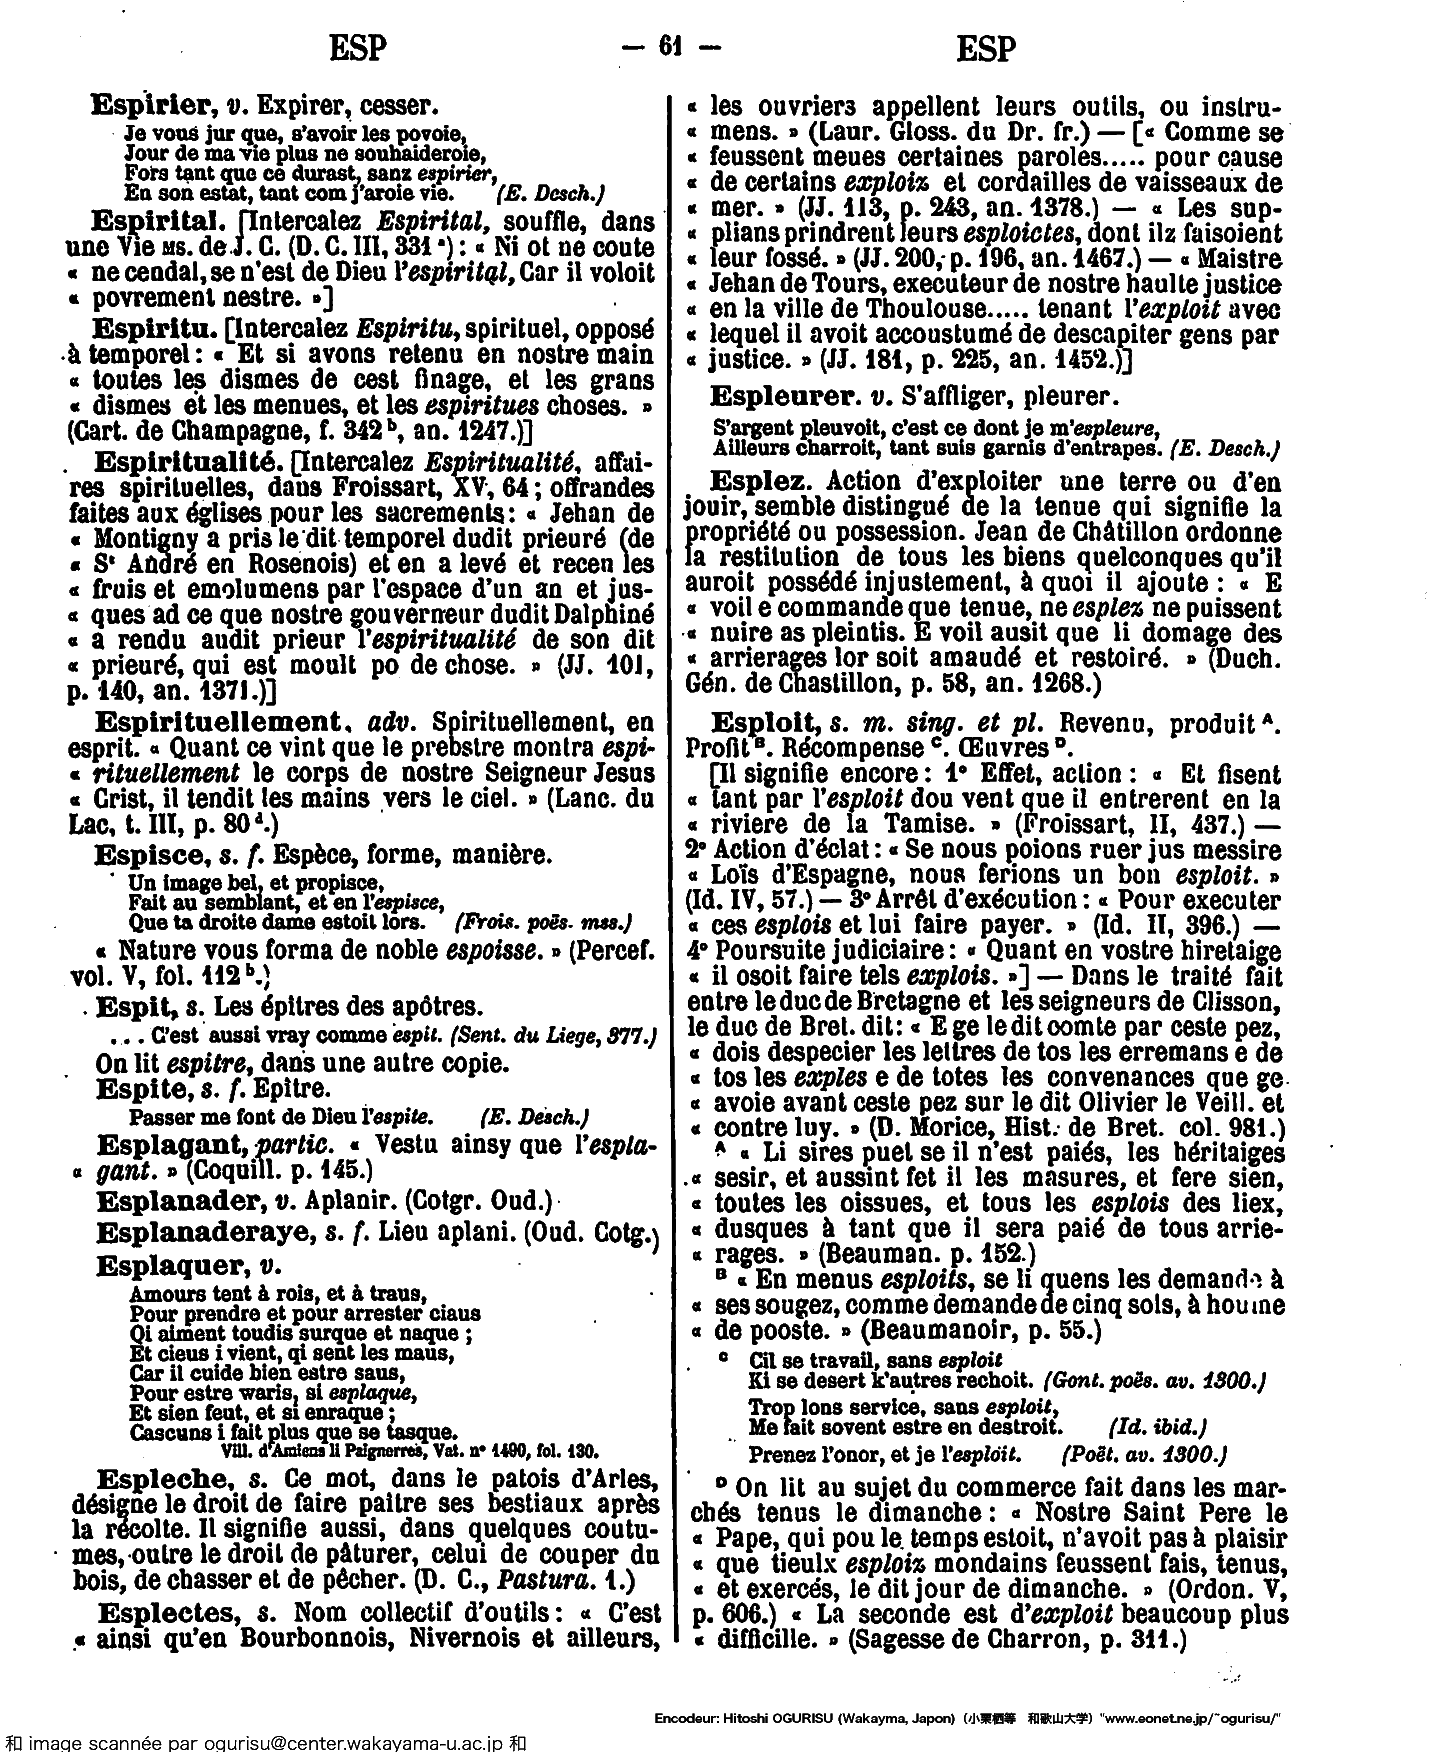 ESP
— 61 —
ESP
Espirier, v. Expirer, cesser.
Je vous jur que, s'avoir les povoie,
Jour de ma vie plus ne souhaideroie,
Fors tant que ce durast, sanz espirier,
En son estat, tant com j'aroie vie. (E. Desch.)
Espirital. [Intercalez Espirital, souffle, dans
une Vie MS. de J. C. (D. C. III, 331 a) : « Ni ot ne coute
« ne cendal, se n'est de Dieu l'espirital, Car il voloit
« povrement nestre. »]
Espiritu. [Intercalez Espiritu, spirituel, opposé
à temporel : « Et si avons retenu en nostre main
« toutes les dismes de cest finage, et les grans
« dismes et les menues, et les espiritues choses. »
(Cart. de Champagne, f. 342 b, an. 1247.)]
Espiritualité. [Intercalez Espiritualité, affai-
res spirituelles, dans Froissart, XV, 64 ; offrandes
faites aux églises pour les sacrements : « Jehan de
« Montigny a pris le dit temporel dudit prieuré (de
« St André en Rosenois) et en a levé et receu les
« fruis et emolumens par l'espace d'un an et jus-
« ques ad ce que nostre gouverneur dudit Dalphiné
« a rendu audit prieur l'espiritualité de son dit
« prieuré, qui est moult po de chose. » (JJ. 101,
p. 140, an. 1371.)]
Espirituellement, adv. Spirituellement, en
esprit. « Quant ce vint que le prebstre montra espi-
« rituellement le corps de nostre Seigneur Jesus
« Crist, il tendit les mains vers le ciel. » (Lanc. du
Lac, t. III, p. 80 d.)
Espisce, s. f. Espèce, forme, manière.
Un image bel, et propisce,
Fait au semblant, et en l'espisce,
Que ta droite dame estoit lors. (Frois. poës. mss.)
« Nature vous forma de noble espoisse. » (Percef.
vol. V, fol. 112 b.)
Espit, s. Les épitres des apôtres.
... C'est aussi vray comme espit. (Sent. du Liege, 377.)
On lit espitre, dans une autre copie.
Espite, s. f. Epître.
Passer me font de Dieu l'espite. (E. Desch.)
Esplagant, partic. « Vestu ainsy que l'espla-
« gant. » (Coquill. p. 145.)
Esplanader, v. Aplanir. (Cotgr. Oud.)
Esplanaderaye, s. f. Lieu aplani. (Oud. Cotg.)
Esplaquer, v.
Amours tent à rois, et à traus,
Pour prendre et pour arrester ciaus
Qi aiment toudis surque et naque ;
Et cieus i vient, qi sent les maus,
Car il cuide bien estre saus,
Pour estre waris, si esplaque,
Et sien feut, et si enraque ;
Cascuns i fait plus que se tasque.
Vill. d'Amiens li Paignerres, Vat. n° 1490, fol. 130.
Espleche, s. Ce mot, dans le patois d'Arles,
désigne le droit de faire paître ses bestiaux après
la récolte. Il signifie aussi, dans quelques coutu-
mes, outre le droit de pâturer, celui de couper du
bois, de chasser et de pêcher. (D. C., Pastura. 1.)
Esplectes, s. Nom collectif d'outils : « C'est
« ainsi qu'en Bourbonnois, Nivernois et ailleurs,
« les ouvriers appellent leurs outils, ou instru-
« mens. » (Laur. Gloss. du Dr. fr.) — [« Comme se
« feussent meues certaines paroles..... pour cause
« de certains exploiz et cordailles de vaisseaux de
« mer. » (JJ. 113, p. 243, an. 1378.) — « Les sup-
« plians prindrent leurs esploictes, dont ilz faisoient
« leur fossé. » (JJ. 200, p. 196, an. 1467.) — « Maistre
« Jehan de Tours, executeur de nostre haulte justice
« en la ville de Thoulouse..... tenant l'exploit avec
« lequel il avoit accoustumé de descapiter gens par
« justice. » (JJ. 181, p. 225, an. 1452.)]
Espleurer. v. S'affliger, pleurer.
S'argent pleuvoit, c'est ce dont je m'espleure,
Ailleurs charroit, tant suis garnis d'entrapes. (E. Desch.)
Esplez. Action d'exploiter une terre ou d'en
jouir, semble distingué de la tenue qui signifie la
propriété ou possession. Jean de Châtillon ordonne
la restitution de tous les biens quelconques qu'il
auroit possédé injustement, à quoi il ajoute : « E
« voil e commande que tenue, ne esplez ne puissent
« nuire as pleintis. E voil ausit que li domage des
« arrierages lor soit amaudé et restoiré. » (Duch.
Gén. de Chastillon, p. 58, an. 1268.)
Esploit, s. m. sing. et pl. Revenu, produit A.
Profit B. Récompense C. Œuvres D.
[Il signifie encore : 1° Effet, action : « Et fisent
« tant par l'esploit dou vent que il entrerent en la
« riviere de la Tamise. » (Froissart, II, 437.) —
2° Action d'éclat : « Se nous poions ruer jus messire
« Loïs d'Espagne, nous ferions un bon esploit. »
(Id. IV, 57.) — 3° Arrêt d'exécution : « Pour executer
« ces esplois et lui faire payer. » (Id. II, 396.) —
4° Poursuite judiciaire : « Quant en vostre hiretaige
« il osoit faire tels explois. »] — Dans le traité fait
entre le duc de Bretagne et les seigneurs de Clisson,
le duc de Bret. dit : « E ge le dit comte par ceste pez,
« dois despecier les lettres de tos les erremans e de
« tos les exples e de totes les convenances que ge
« avoie avant ceste pez sur le dit Olivier le Veill. et
« contre luy. » (D. Morice, Hist. de Bret. col. 981.)
A « Li sires puet se il n'est paiés, les héritaiges
« sesir, et aussint fet il les masures, et fere sien,
« toutes les oissues, et tous les esplois des liex,
« dusques à tant que il sera paié de tous arrie-
« rages. » (Beauman. p. 152.)
B « En menus esploits, se li quens les demande à
« ses sougez, comme demande de cinq sols, à houme
« de pooste. » (Beaumanoir, p. 55.)
C Cil se travail, sans esploit
Ki se desert k'autres rechoit. (Gont. poës. av. 1300.)
Trop lons service, sans esploit,
Me fait sovent estre en destroit. (Id. ibid.)
Prenez l'onor, et je l'esploit. (Poët. av. 1300.)
D On lit au sujet du commerce fait dans les mar-
chés tenus le dimanche : « Nostre Saint Pere le
« Pape, qui pou le temps estoit, n'avoit pas à plaisir
« que tieulx esploiz mondains feussent fais, tenus,
« et exercés, le dit jour de dimanche. » (Ordon. V,
p. 606.) « La seconde est d'exploit beaucoup plus
« difficille. » (Sagesse de Charron, p. 311.)
Encodeur: Hitoshi OGURISU (Wakayma, Japon) (小栗栖等 和歌山大学) "www.eonet.ne.jp/~ogurisu/"
和 image scannée par ogurisu@center.wakayama-u.ac.jp 和